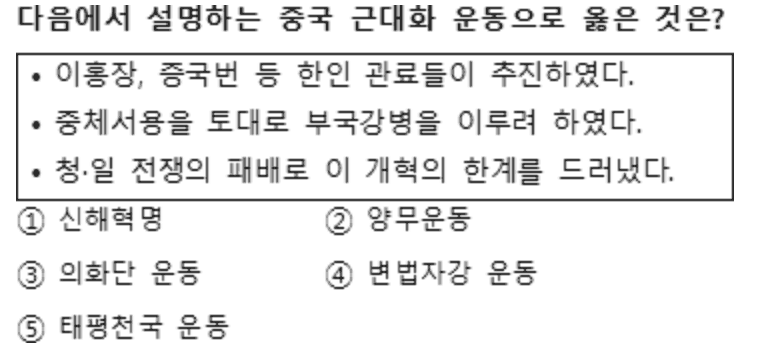 다음에서 설명하는 중국 근대화 운동으로 옳은 것은?
• 이홍장, 증국번 등 한인 관료들이 추진하였다.
• 중체서용을 토대로 부국강병을 이루려 하였다.
• 청·일 전쟁의 패배로 이 개혁의 한계를 드러냈다.
① 신해혁명 ② 양무운동
③ 의화단 운동 ④ 변법자강 운동
⑤ 태평천국 운동